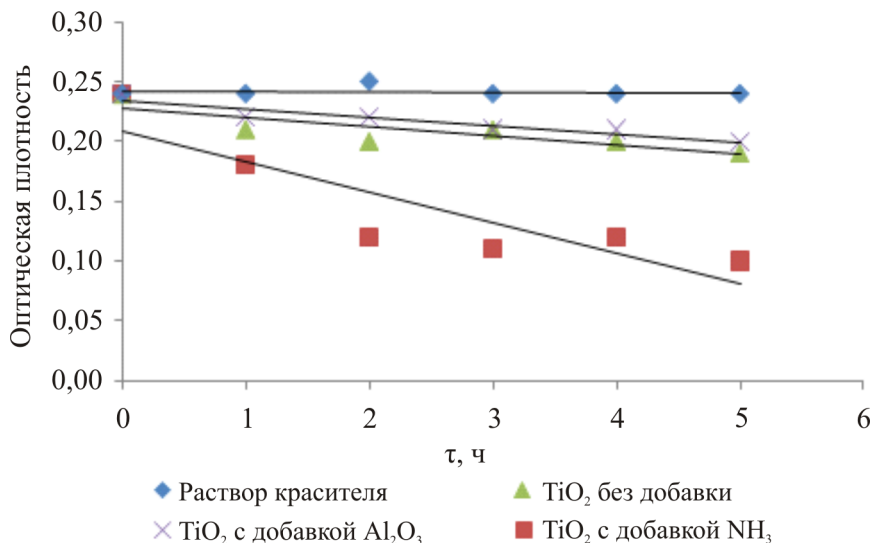 Оптическая плотность
0,30
0,25
0,20
0,15
0,10
0,05
0,00
0 1 2 3 4 5 6
τ, ч
Раствор красителя
TiO₂ без добавки
TiO₂ с добавкой Al₂O₃
TiO₂ с добавкой NH₃